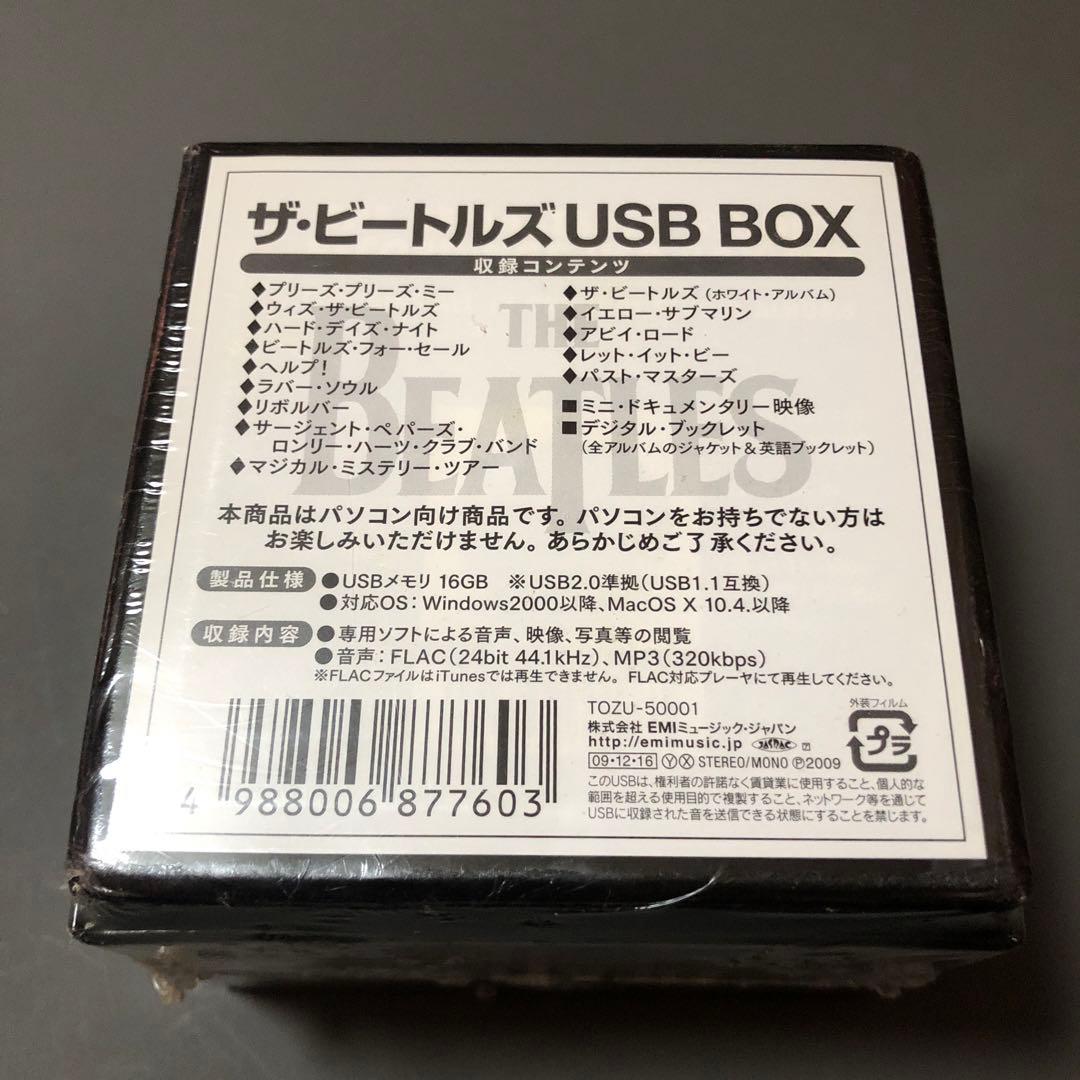 ザ・ビートルズ USB BOX
収録コンテンツ
◆プリーズ・プリーズ・ミー
◆ウィズ・ザ・ビートルズ
◆ハード・デイズ・ナイト
◆ビートルズ・フォー・セール
◆ヘルプ!
◆ラバー・ソウル
◆リボルバー
◆サージェント・ペパーズ・
ロンリー・ハーツ・クラブ・バンド
◆マジカル・ミステリー・ツアー
◆ザ・ビートルズ (ホワイト・アルバム)
◆イエロー・サブマリン
◆アビイ・ロード
◆レット・イット・ビー
◆パスト・マスターズ
■ミニ・ドキュメンタリー映像
■デジタル・ブックレット
(全アルバムのジャケット&英語ブックレット)
THE
BEATLES
本商品はパソコン向け商品です。パソコンをお持ちでない方は
お楽しみいただけません。あらかじめご了承ください。
製品仕様 ●USBメモリ 16GB ※USB2.0準拠(USB1.1互換)
●対応OS:Windows2000以降、MacOS X 10.4.以降
収録内容 ●専用ソフトによる音声、映像、写真等の閲覧
●音声:FLAC(24bit 44.1kHz)、MP3(320kbps)
※FLACファイルはiTunesでは再生できません。FLAC対応プレーヤにて再生してください。
4 988006 877603
TOZU-50001
株式会社 EMIミュージック・ジャパン
http://emimusic.jp JASRAC
09・12・16 Ⓨ Ⓧ STEREO/MONO Ⓟ2009
外装フィルム
プラ
このUSBは、権利者の許諾なく賃貸業に使用すること、個人的な
範囲を超える使用目的で複製すること、ネットワーク等を通じて
USBに収録された音を送信できる状態にすることを禁じます。